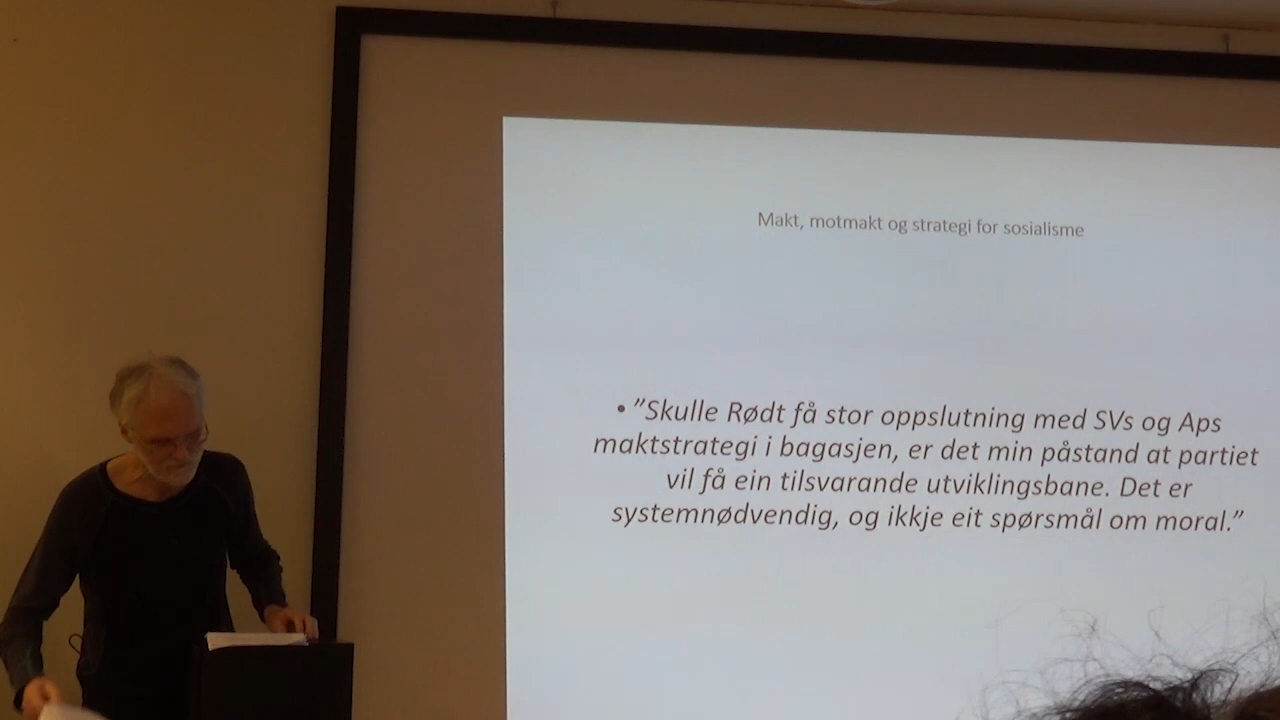 Makt, motmakt og strategi for sosialisme
• ”Skulle Rødt få stor oppslutning med SVs og Aps
maktstrategi i bagasjen, er det min påstand at partiet
vil få ein tilsvarande utviklingsbane. Det er
systemnødvendig, og ikkje eit spørsmål om moral.”